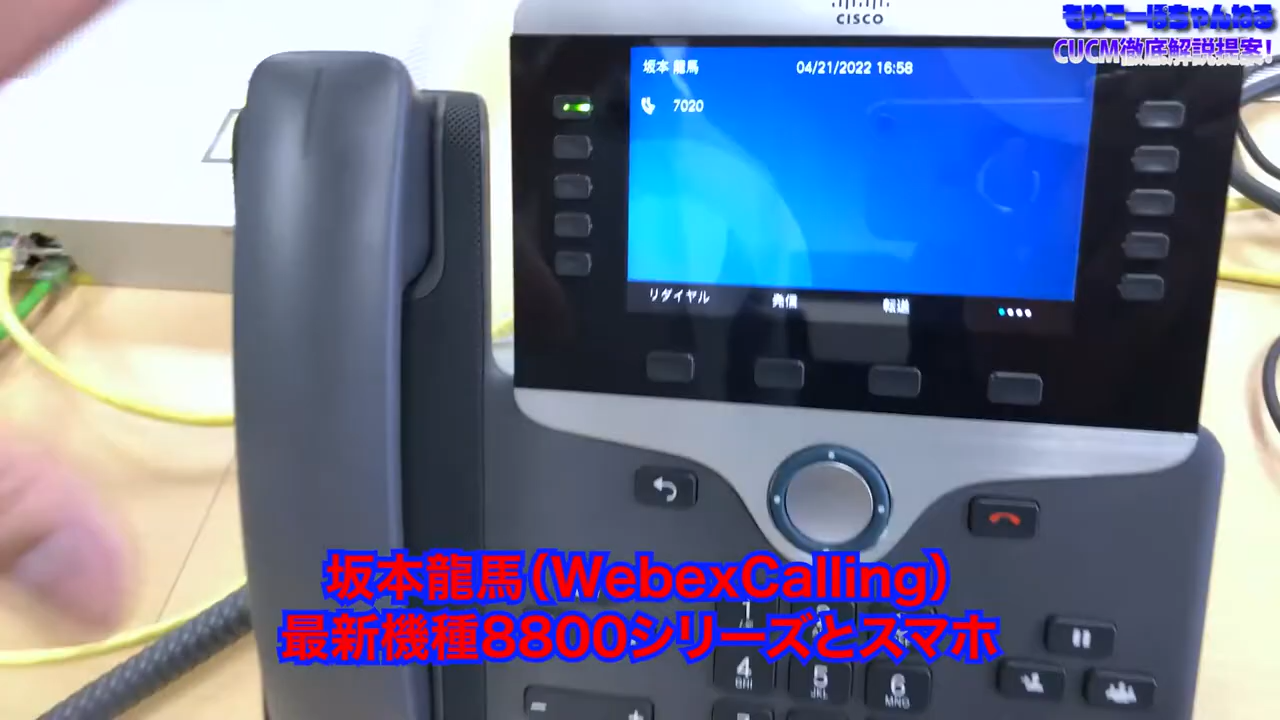 CISCO
もりこーぽちゃんねる
CUCM徹底解説提案!
坂本 龍馬
04/21/2022 16:58
7020
リダイヤル
発信
転送
坂本龍馬（WebexCalling）
最新機種8800シリーズとスマホ
1
2
4
GHI
5
JKL
6
MNO